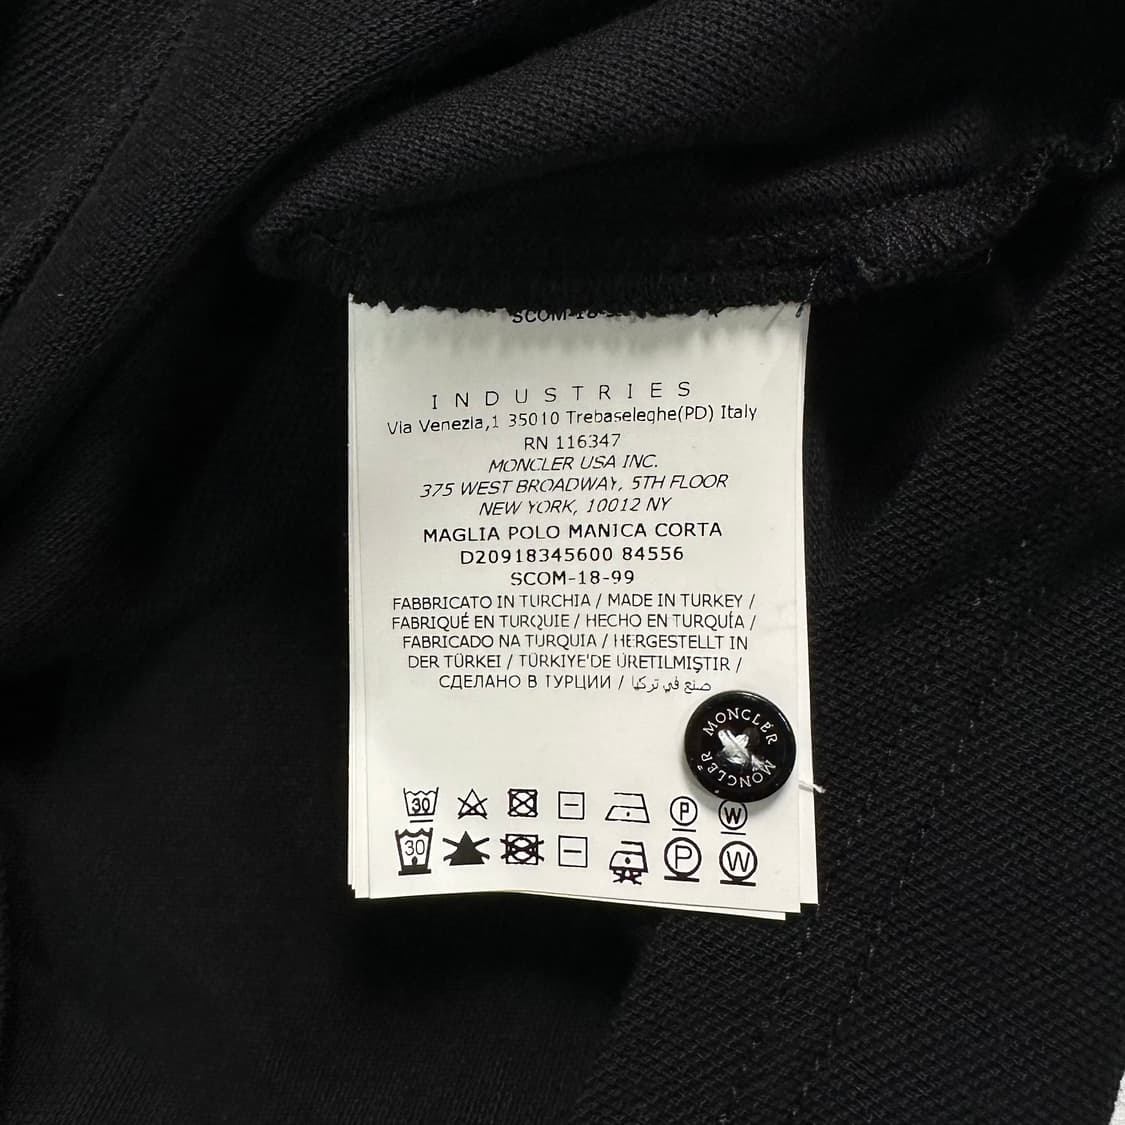 SCOM-18-
I N D U S T R I E S
Via Venezia,1 35010 Trebaseleghe(PD) Italy
RN 116347
MONCLER USA INC.
375 WEST BROADWAY, 5TH FLOOR
NEW YORK, 10012 NY
MAGLIA POLO MANICA CORTA
D20918345600 84556
SCOM-18-99
FABBRICATO IN TURCHIA / MADE IN TURKEY /
FABRIQUÉ EN TURQUIE / HECHO EN TURQUÍA /
FABRICADO NA TURQUIA / HERGESTELLT IN
DER TÜRKEI / TÜRKIYE'DE ÜRETILMIŞTIR /
СДЕЛАНО В ТУРЦИИ / صنع في تركيا
MONCLER MONCLER
30 P W
30 P W